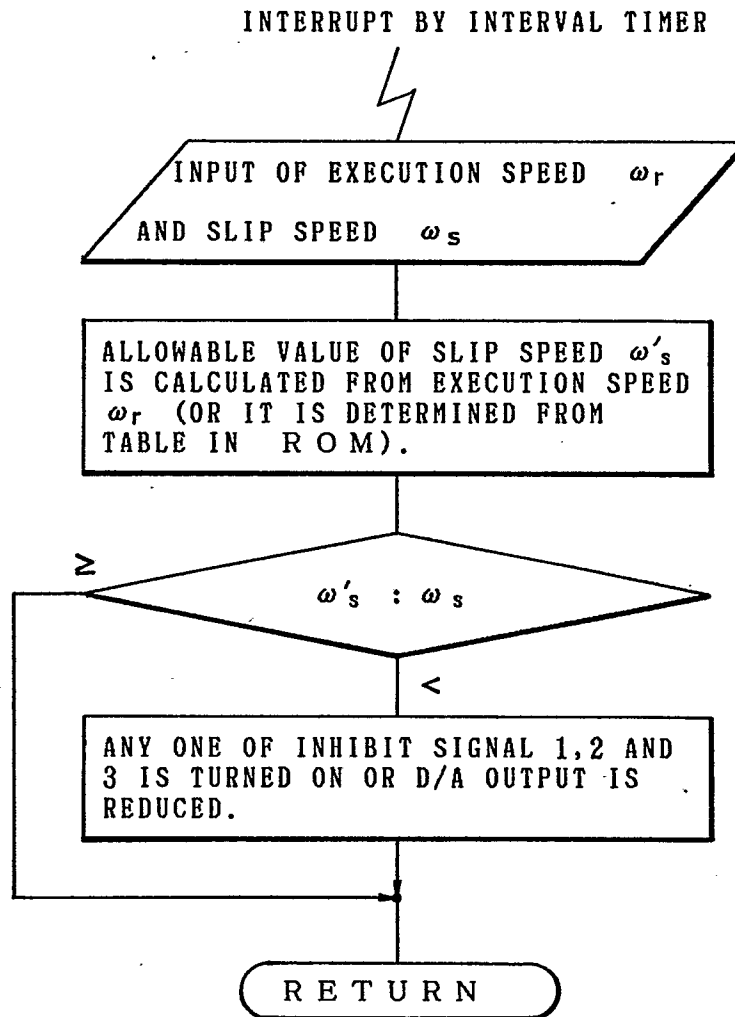 INTERRUPT BY INTERVAL TIMER
INPUT OF EXECUTION SPEED ωr
AND SLIP SPEED ωs
ALLOWABLE VALUE OF SLIP SPEED ω's
IS CALCULATED FROM EXECUTION SPEED
ωr (OR IT IS DETERMINED FROM
TABLE IN ROM).
≥
ω's : ωs
<
ANY ONE OF INHIBIT SIGNAL 1,2 AND
3 IS TURNED ON OR D/A OUTPUT IS
REDUCED.
RETURN